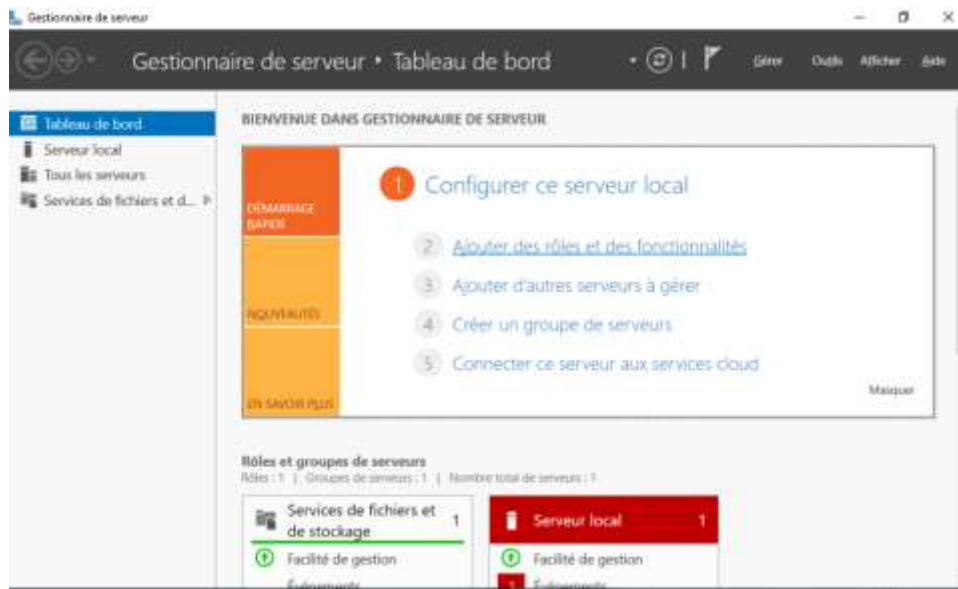 Gestionnaire de serveur
Gestionnaire de serveur • Tableau de bord
Gérer Outils Afficher Aide
Tableau de bord
Serveur local
Tous les serveurs
Services de fichiers et d...
BIENVENUE DANS GESTIONNAIRE DE SERVEUR
DÉMARRAGE
RAPIDE
NOUVEAUTÉS
EN SAVOIR PLUS
1 Configurer ce serveur local
2 Ajouter des rôles et des fonctionnalités
3 Ajouter d'autres serveurs à gérer
4 Créer un groupe de serveurs
5 Connecter ce serveur aux services cloud
Masquer
Rôles et groupes de serveurs
Rôles : 1 | Groupes de serveurs : 1 | Nombre total de serveurs : 1
Services de fichiers et
de stockage 1
Facilité de gestion
Événements
Serveur local 1
Facilité de gestion
1 Événements